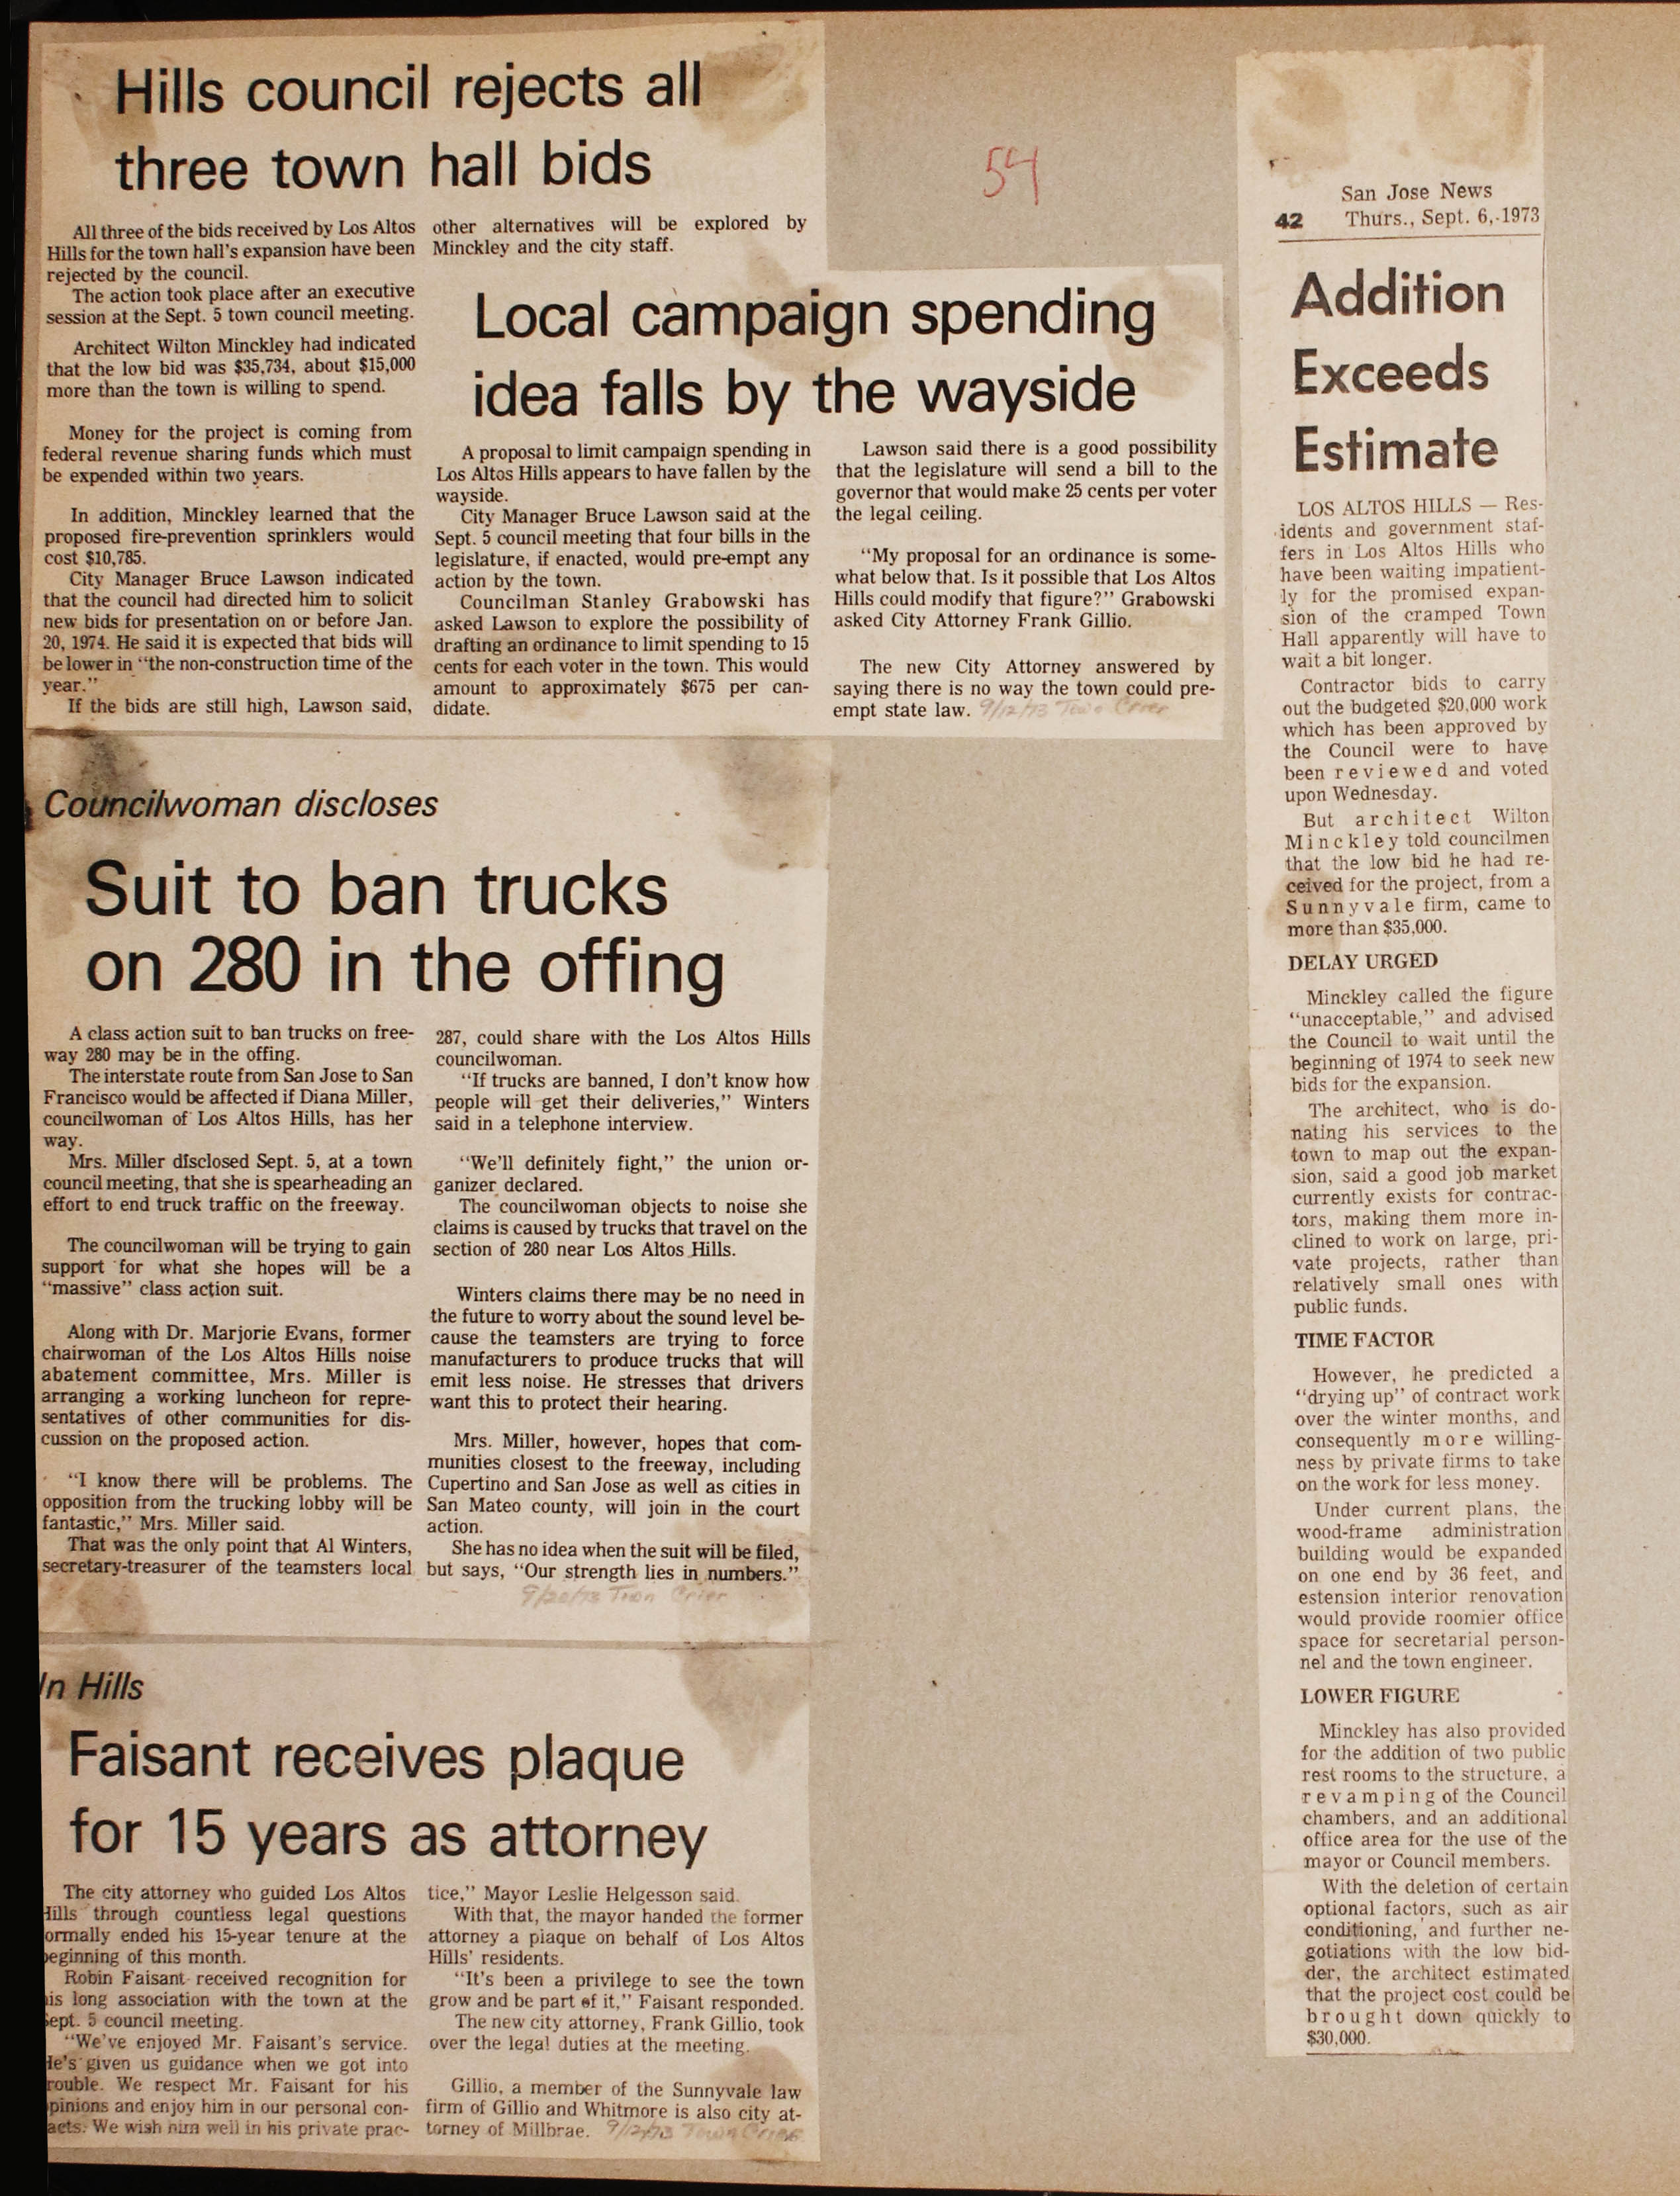 Hills council rejects all
three town hall bids
All three of the bids received by Los Altos
Hills for the town hall's expansion have been
rejected by the council.
The action took place after an executive
session at the Sept. 5 town council meeting.
Architect Wilton Minckley had indicated
that the low bid was $35,734, about $15,000
more than the town is willing to spend.
Money for the project is coming from
federal revenue sharing funds which must
be expended within two years.
In addition, Minckley learned that the
proposed fire-prevention sprinklers would
cost $10,785.
City Manager Bruce Lawson indicated
that the council had directed him to solicit
new bids for presentation on or before Jan.
20, 1974. He said it is expected that bids will
be lower in "the non-construction time of the
year."
If the bids are still high, Lawson said,
other alternatives will be explored by
Minckley and the city staff.
54
Local campaign spending
idea falls by the wayside
A proposal to limit campaign spending in
Los Altos Hills appears to have fallen by the
wayside.
City Manager Bruce Lawson said at the
Sept. 5 council meeting that four bills in the
legislature, if enacted, would pre-empt any
action by the town.
Councilman Stanley Grabowski has
asked Lawson to explore the possibility of
drafting an ordinance to limit spending to 15
cents for each voter in the town. This would
amount to approximately $675 per can-
didate.
Lawson said there is a good possibility
that the legislature will send a bill to the
governor that would make 25 cents per voter
the legal ceiling.
"My proposal for an ordinance is some-
what below that. Is it possible that Los Altos
Hills could modify that figure?" Grabowski
asked City Attorney Frank Gillio.
The new City Attorney answered by
saying there is no way the town could pre-
empt state law. 9/12/73 Town Crier
Councilwoman discloses
Suit to ban trucks
on 280 in the offing
A class action suit to ban trucks on free-
way 280 may be in the offing.
The interstate route from San Jose to San
Francisco would be affected if Diana Miller,
councilwoman of Los Altos Hills, has her
way.
Mrs. Miller disclosed Sept. 5, at a town
council meeting, that she is spearheading an
effort to end truck traffic on the freeway.
The councilwoman will be trying to gain
support for what she hopes will be a
"massive" class action suit.
Along with Dr. Marjorie Evans, former
chairwoman of the Los Altos Hills noise
abatement committee, Mrs. Miller is
arranging a working luncheon for repre-
sentatives of other communities for dis-
cussion on the proposed action.
"I know there will be problems. The
opposition from the trucking lobby will be
fantastic," Mrs. Miller said.
That was the only point that Al Winters,
secretary-treasurer of the teamsters local
287, could share with the Los Altos Hills
councilwoman.
"If trucks are banned, I don't know how
people will get their deliveries," Winters
said in a telephone interview.
"We'll definitely fight," the union or-
ganizer declared.
The councilwoman objects to noise she
claims is caused by trucks that travel on the
section of 280 near Los Altos Hills.
Winters claims there may be no need in
the future to worry about the sound level be-
cause the teamsters are trying to force
manufacturers to produce trucks that will
emit less noise. He stresses that drivers
want this to protect their hearing.
Mrs. Miller, however, hopes that com-
munities closest to the freeway, including
Cupertino and San Jose as well as cities in
San Mateo county, will join in the court
action.
She has no idea when the suit will be filed,
but says, "Our strength lies in numbers."
Town Crier
In Hills
Faisant receives plaque
for 15 years as attorney
The city attorney who guided Los Altos
Hills through countless legal questions
ormally ended his 15-year tenure at the
beginning of this month.
Robin Faisant received recognition for
his long association with the town at the
Sept. 5 council meeting.
"We've enjoyed Mr. Faisant's service.
He's given us guidance when we got into
rouble. We respect Mr. Faisant for his
pinions and enjoy him in our personal con-
acts. We wish him well in his private prac-
tice," Mayor Leslie Helgesson said.
With that, the mayor handed the former
attorney a plaque on behalf of Los Altos
Hills' residents.
"It's been a privilege to see the town
grow and be part of it," Faisant responded.
The new city attorney, Frank Gillio, took
over the legal duties at the meeting.
Gillio, a member of the Sunnyvale law
firm of Gillio and Whitmore is also city at-
torney of Millbrae. 9/12/73 Town Crier
San Jose News
42 Thurs., Sept. 6, 1973
Addition
Exceeds
Estimate
LOS ALTOS HILLS — Res-
idents and government staf-
fers in Los Altos Hills who
have been waiting impatient-
ly for the promised expan-
sion of the cramped Town
Hall apparently will have to
wait a bit longer.
Contractor bids to carry
out the budgeted $20,000 work
which has been approved by
the Council were to have
been reviewed and voted
upon Wednesday.
But architect Wilton
Minckley told councilmen
that the low bid he had re-
ceived for the project, from a
Sunnyvale firm, came to
more than $35,000.
DELAY URGED
Minckley called the figure
"unacceptable," and advised
the Council to wait until the
beginning of 1974 to seek new
bids for the expansion.
The architect, who is do-
nating his services to the
town to map out the expan-
sion, said a good job market
currently exists for contrac-
tors, making them more in-
clined to work on large, pri-
vate projects, rather than
relatively small ones with
public funds.
TIME FACTOR
However, he predicted a
"drying up" of contract work
over the winter months, and
consequently more willing-
ness by private firms to take
on the work for less money.
Under current plans, the
wood-frame administration
building would be expanded
on one end by 36 feet, and
estension interior renovation
would provide roomier office
space for secretarial person-
nel and the town engineer.
LOWER FIGURE
Minckley has also provided
for the addition of two public
rest rooms to the structure, a
revamping of the Council
chambers, and an additional
office area for the use of the
mayor or Council members.
With the deletion of certain
optional factors, such as air
conditioning, and further ne-
gotiations with the low bid-
der, the architect estimated
that the project cost could be
brought down quickly to
$30,000.